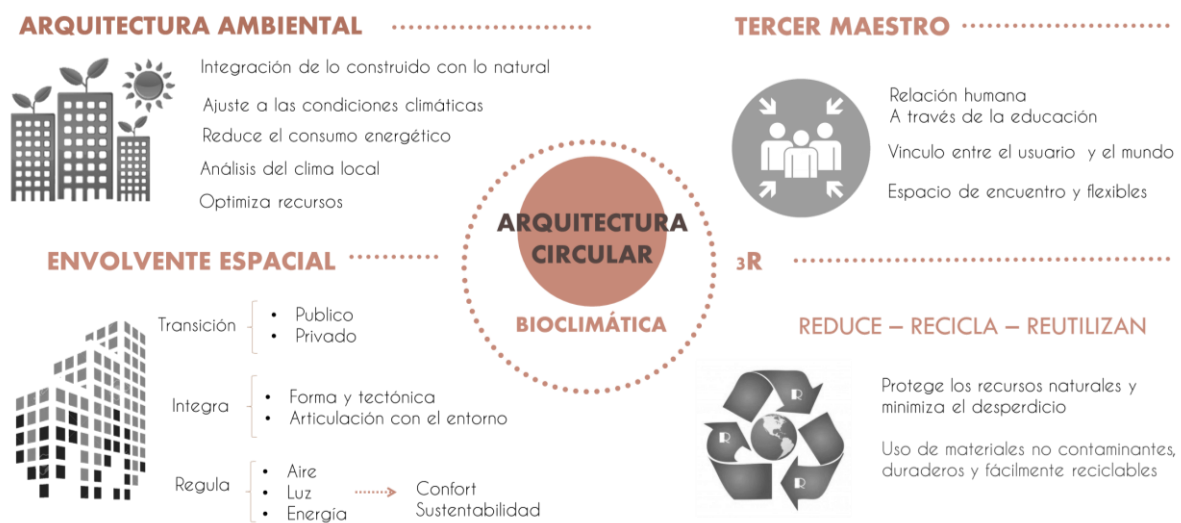 ARQUITECTURA AMBIENTAL
Integración de lo construido con lo natural
Ajuste a las condiciones climáticas
Reduce el consumo energético
Análisis del clima local
Optimiza recursos
TERCER MAESTRO
Relación humana
A través de la educación
Vinculo entre el usuario y el mundo
Espacio de encuentro y flexibles
ARQUITECTURA
CIRCULAR
BIOCLIMÁTICA
ENVOLVENTE ESPACIAL
Transición
• Publico
• Privado
Integra
• Forma y tectónica
• Articulación con el entorno
Regula
• Aire
• Luz
• Energía
Confort
Sustentabilidad
3R
REDUCE – RECICLA – REUTILIZAN
R
R
R
Protege los recursos naturales y
minimiza el desperdicio
Uso de materiales no contaminantes,
duraderos y fácilmente reciclables